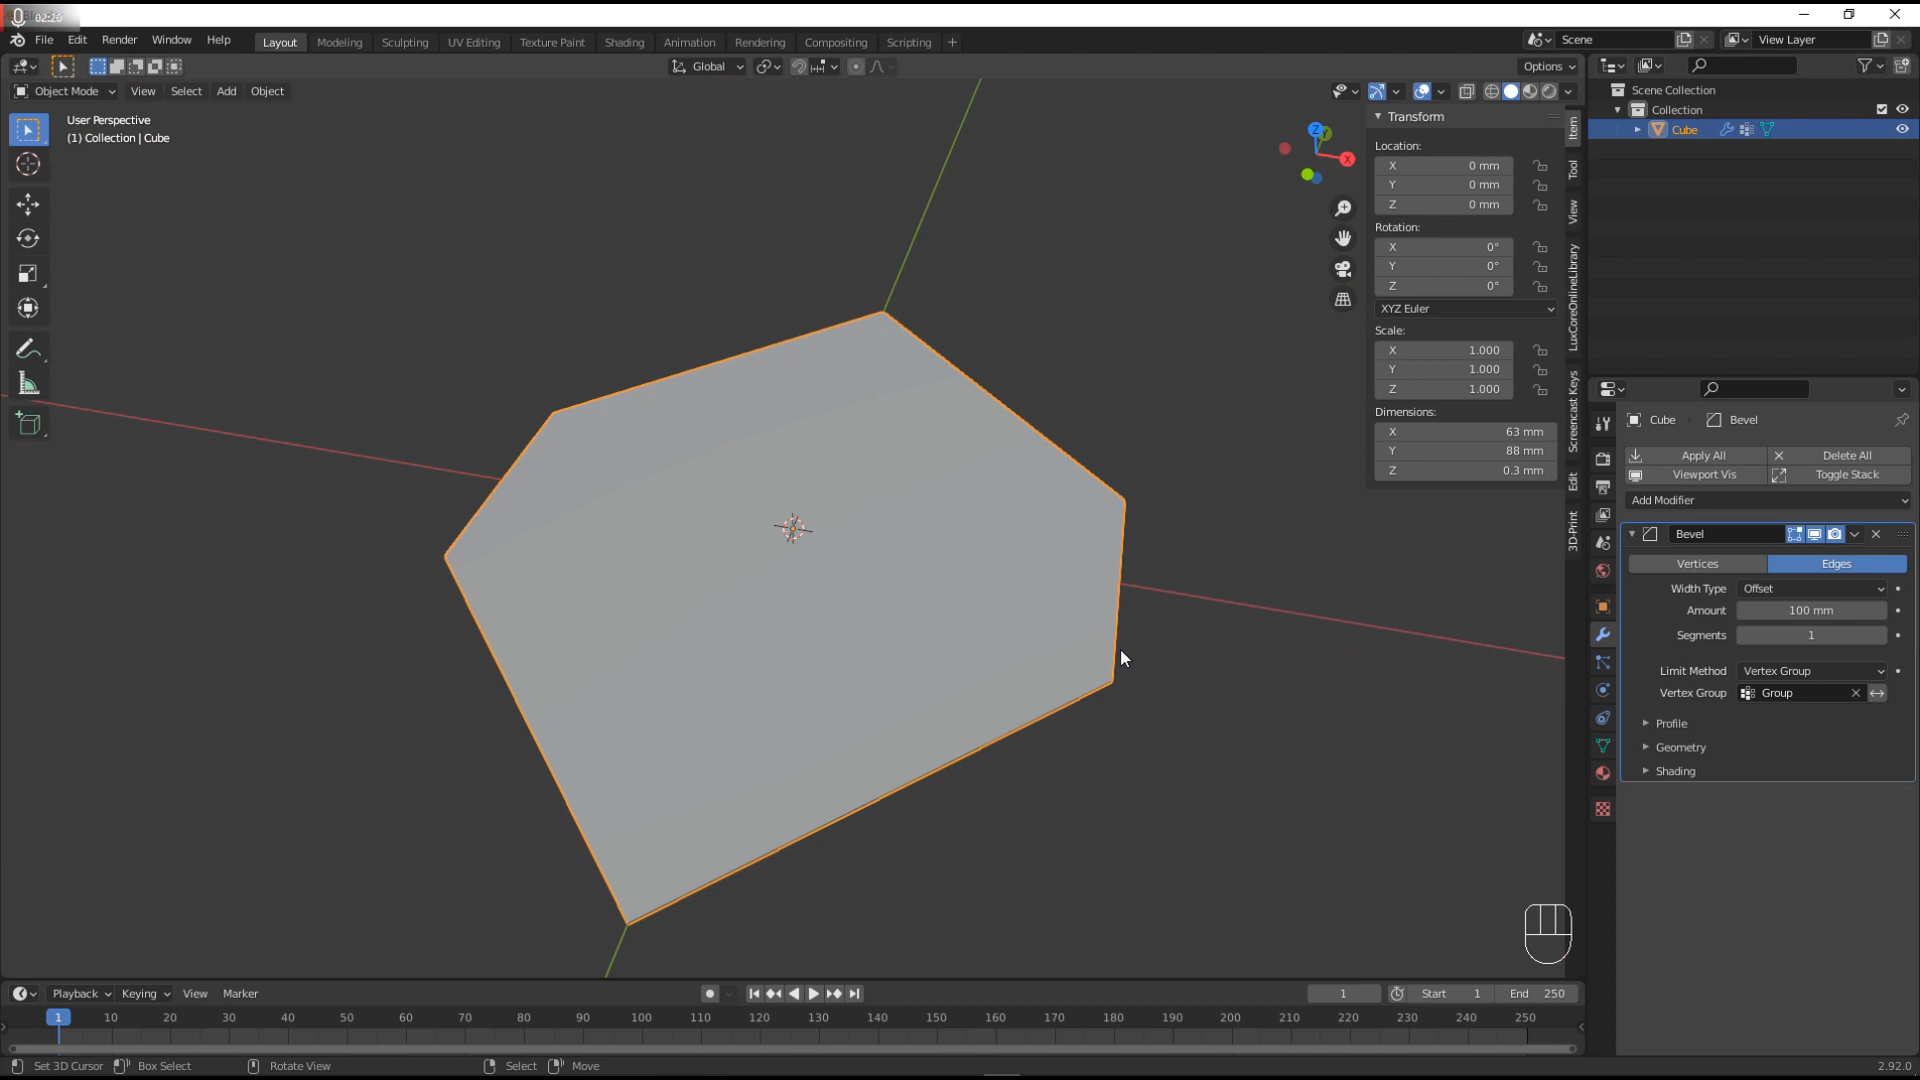 02:20
File Edit Render Window Help
Layout Modeling Sculpting UV Editing Texture Paint Shading Animation Rendering Compositing Scripting +
Scene View Layer
Global Options
Object Mode View Select Add Object
User Perspective
(1) Collection | Cube
Z Y X
Transform
Location:
X 0 mm
Y 0 mm
Z 0 mm
Rotation:
X 0°
Y 0°
Z 0°
XYZ Euler
Scale:
X 1.000
Y 1.000
Z 1.000
Dimensions:
X 63 mm
Y 88 mm
Z 0.3 mm
Item
Tool
View
LuxCoreOnlineLibrary
Screencast Keys
Edit
3D-Print
Scene Collection
Collection
Cube
Cube Bevel
Apply All Delete All
Viewport Vis Toggle Stack
Add Modifier
Bevel
Vertices Edges
Width Type Offset
Amount 100 mm
Segments 1
Limit Method Vertex Group
Vertex Group Group
Profile
Geometry
Shading
Playback Keying View Marker
1 Start 1 End 250
1 10 20 30 40 50 60 70 80 90 100 110 120 130 140 150 160 170 180 190 200 210 220 230 240 250
Set 3D Cursor Box Select Rotate View Select Move
2.92.0